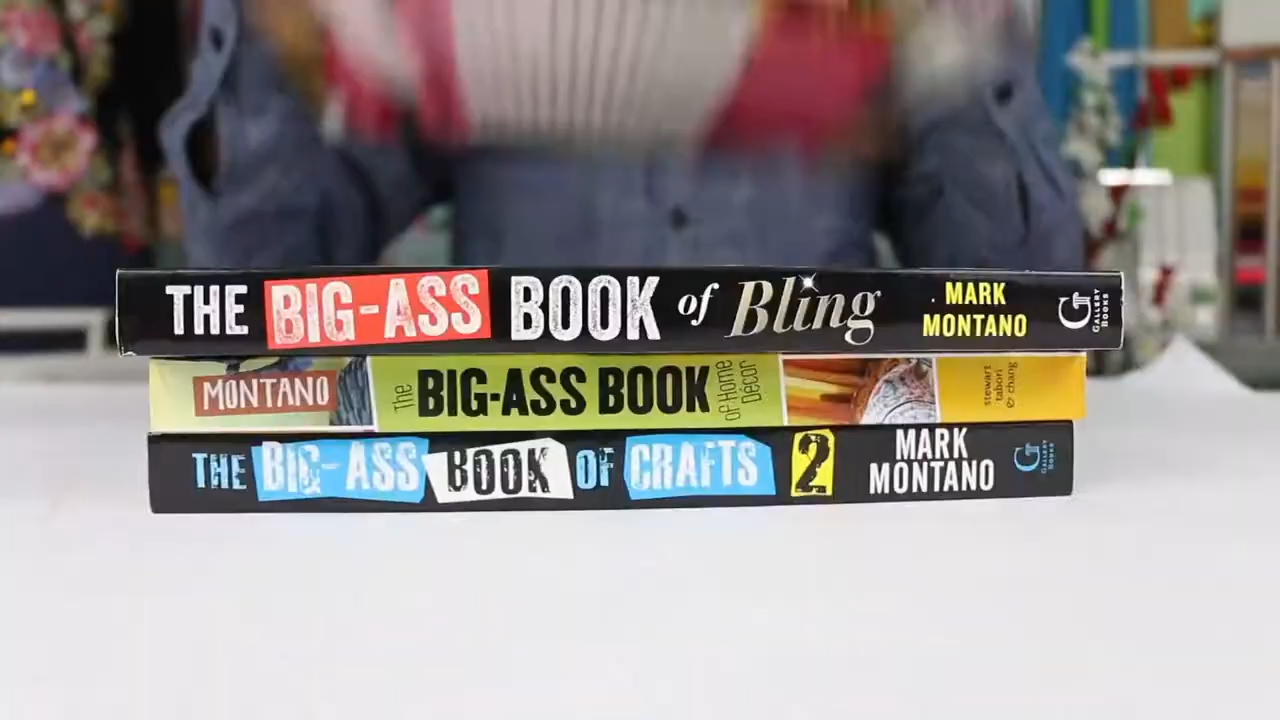 THE BIG-ASS BOOK of Bling MARK MONTANO GALLERY BOOKS
MONTANO The BIG-ASS BOOK of Home Décor stewart tabori & chang
THE BIG-ASS BOOK OF CRAFTS 2 MARK MONTANO GALLERY BOOKS